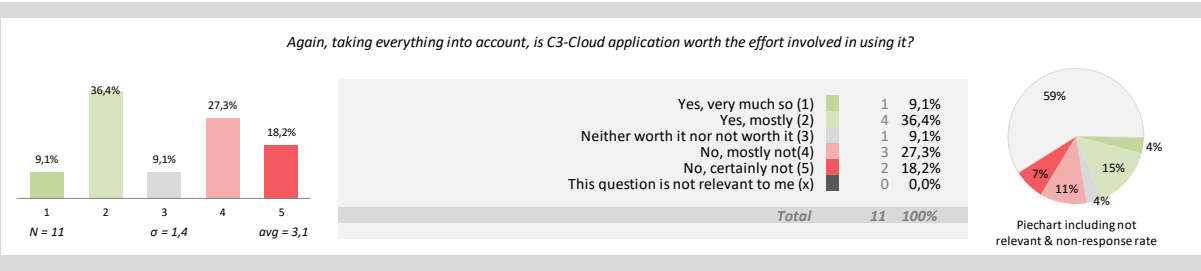 Again, taking everything into account, is C3-Cloud application worth the effort involved in using it?
9,1%
36,4%
9,1%
27,3%
18,2%
1 2 3 4 5
N = 11 σ = 1,4 avg = 3,1
Yes, very much so (1) 1 9,1%
Yes, mostly (2) 4 36,4%
Neither worth it nor not worth it (3) 1 9,1%
No, mostly not(4) 3 27,3%
No, certainly not (5) 2 18,2%
This question is not relevant to me (x) 0 0,0%
Total 11 100%
59%
4%
15%
4%
11%
7%
Piechart including not
relevant & non-response rate